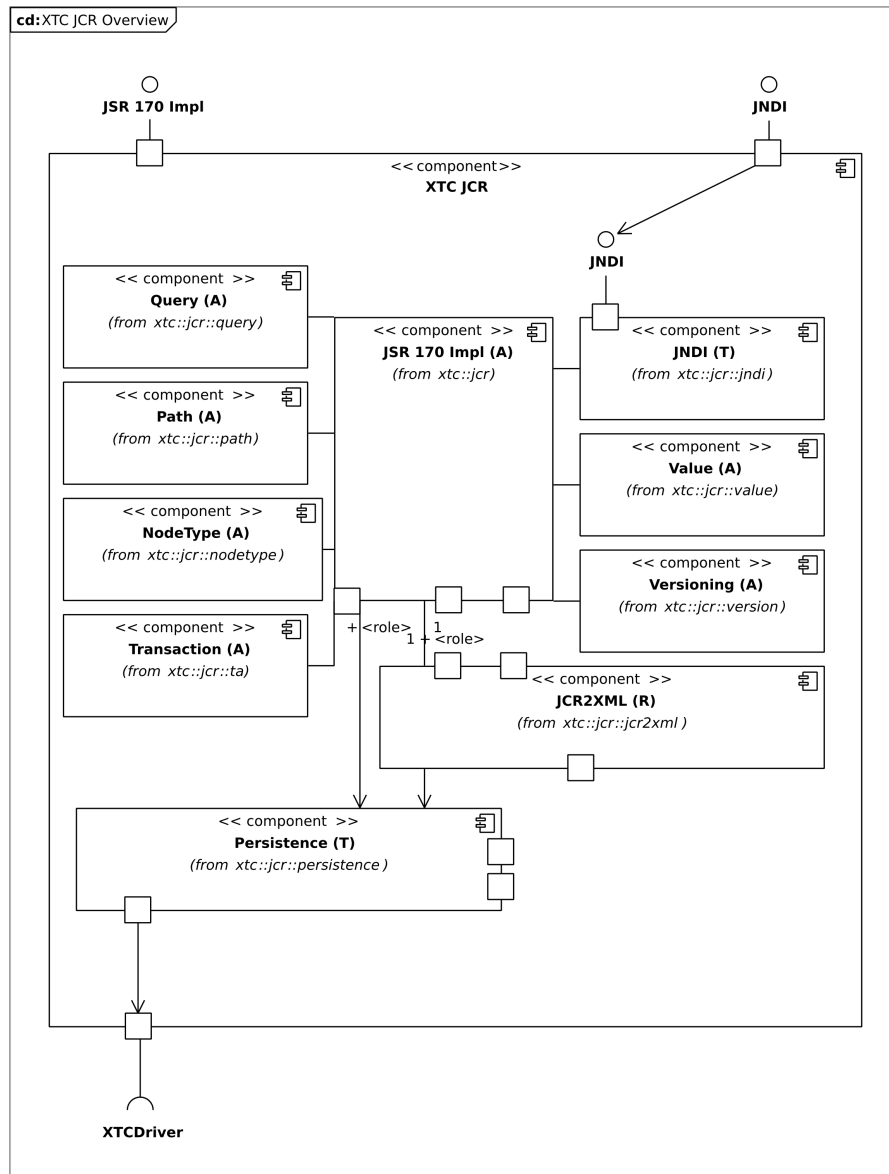 cd: XTC JCR Overview
JSR 170 Impl
JNDI
<< component>>
XTC JCR
JNDI
<< component >>
Query (A)
(from xtc::jcr::query)
<< component >>
JSR 170 Impl (A)
(from xtc::jcr)
<< component >>
JNDI (T)
(from xtc::jcr::jndi)
<< component >>
Path (A)
(from xtc::jcr::path)
<< component >>
Value (A)
(from xtc::jcr::value)
<< component >>
NodeType (A)
(from xtc::jcr::nodetype)
<< component >>
Versioning (A)
(from xtc::jcr::version)
<< component >>
Transaction (A)
(from xtc::jcr::ta)
+ <role>
1
1 + <role>
<< component >>
JCR2XML (R)
(from xtc::jcr::jcr2xml)
<< component >>
Persistence (T)
(from xtc::jcr::persistence)
XTCDriver